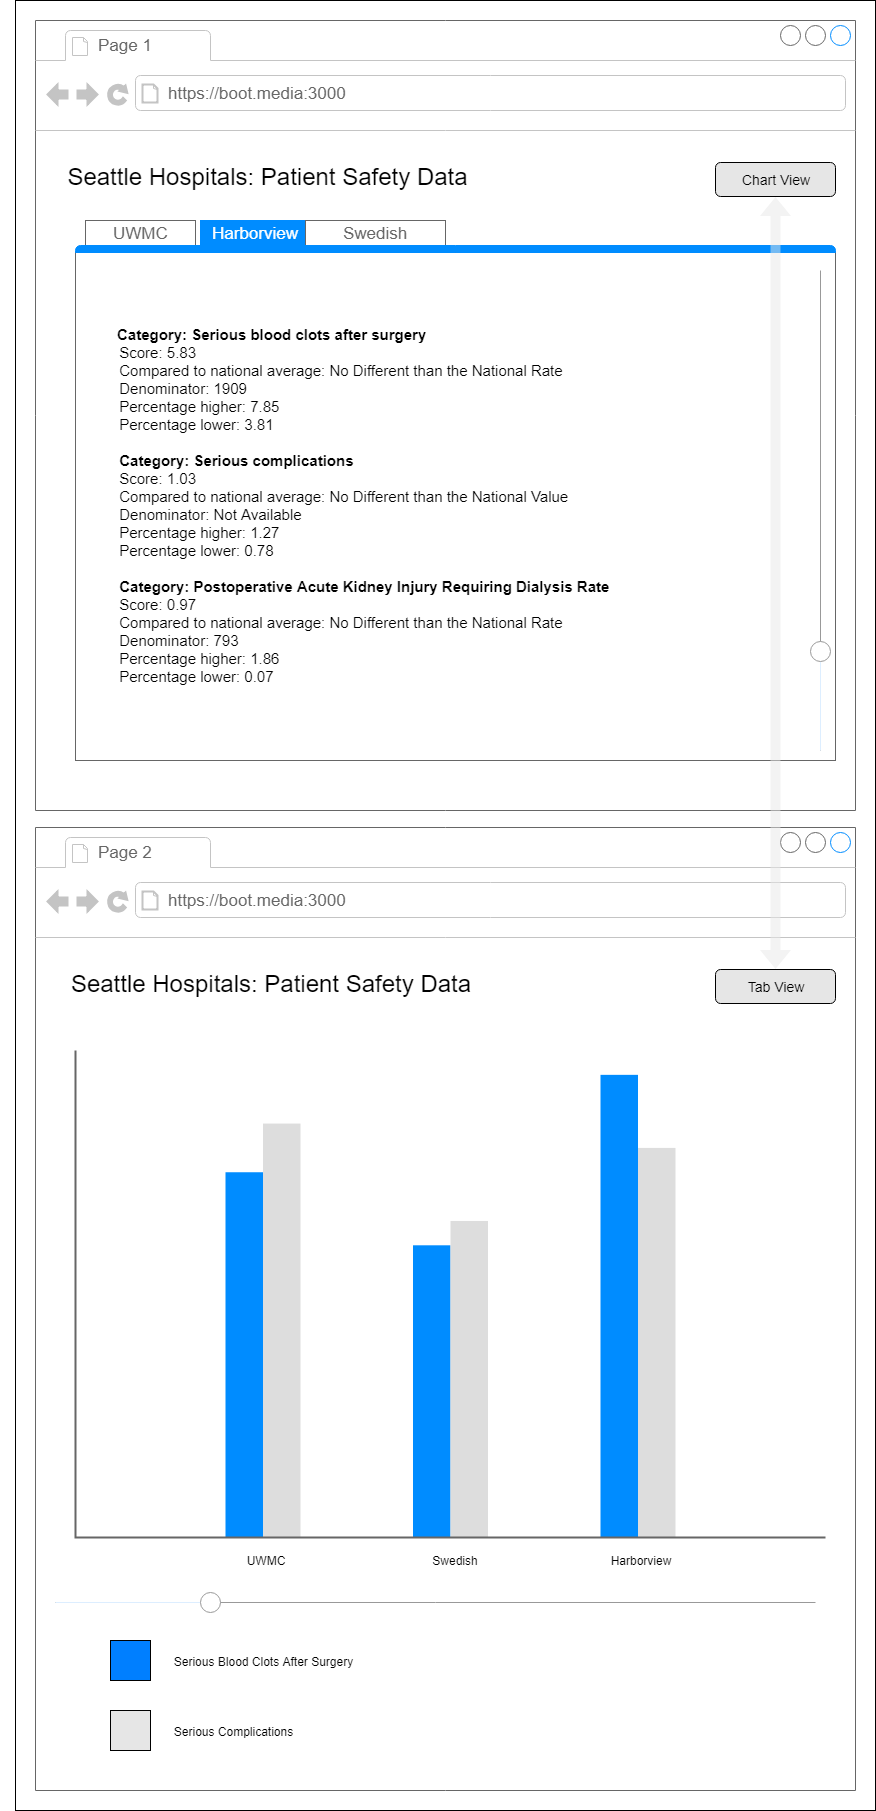 Page 1
https://boot.media:3000
Seattle Hospitals: Patient Safety Data
Chart View
UWMC
Harborview
Swedish
Category: Serious blood clots after surgery
Score: 5.83
Compared to national average: No Different than the National Rate
Denominator: 1909
Percentage higher: 7.85
Percentage lower: 3.81
Category: Serious complications
Score: 1.03
Compared to national average: No Different than the National Value
Denominator: Not Available
Percentage higher: 1.27
Percentage lower: 0.78
Category: Postoperative Acute Kidney Injury Requiring Dialysis Rate
Score: 0.97
Compared to national average: No Different than the National Rate
Denominator: 793
Percentage higher: 1.86
Percentage lower: 0.07
Page 2
https://boot.media:3000
Seattle Hospitals: Patient Safety Data
Tab View
UWMC
Swedish
Harborview
Serious Blood Clots After Surgery
Serious Complications